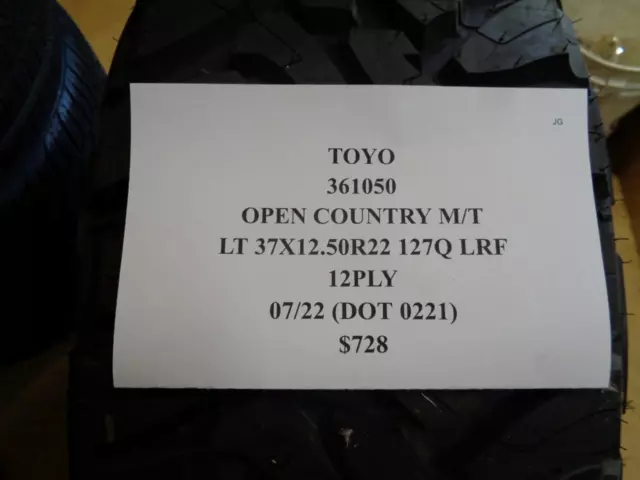 JG
TOYO
361050
OPEN COUNTRY M/T
LT 37X12.50R22 127Q LRF
12PLY
07/22 (DOT 0221)
$728